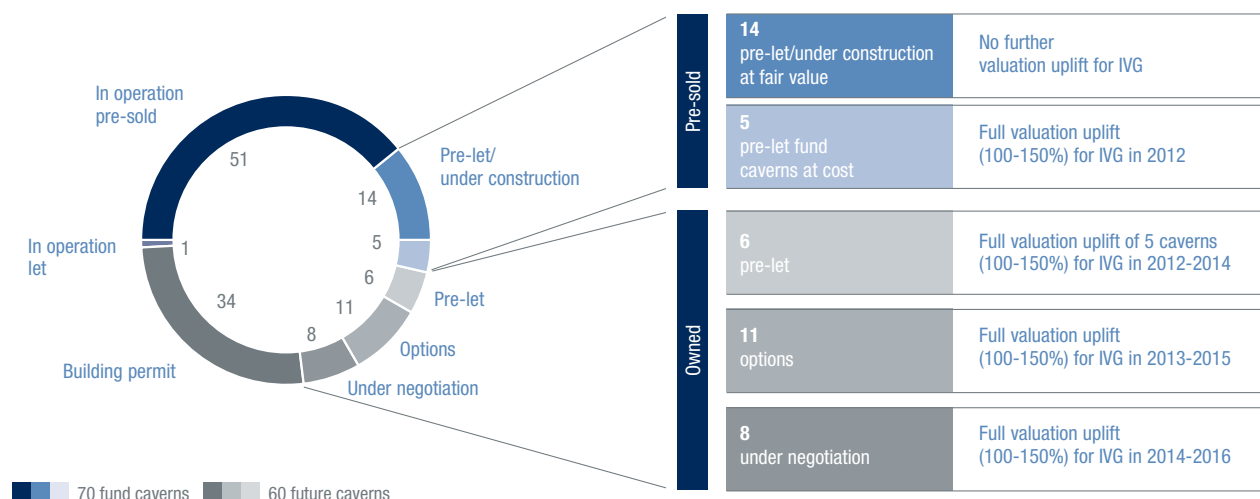 In operation
pre-sold
51
Pre-let/
under construction
14
5
6
Pre-let
11
Options
8
Under negotiation
34
Building permit
1
In operation
let
70 fund caverns
60 future caverns
Pre-sold
14
pre-let/under construction
at fair value
No further
valuation uplift for IVG
5
pre-let fund
caverns at cost
Full valuation uplift
(100-150%) for IVG in 2012
Owned
6
pre-let
Full valuation uplift of 5 caverns
(100-150%) for IVG in 2012-2014
11
options
Full valuation uplift
(100-150%) for IVG in 2013-2015
8
under negotiation
Full valuation uplift
(100-150%) for IVG in 2014-2016